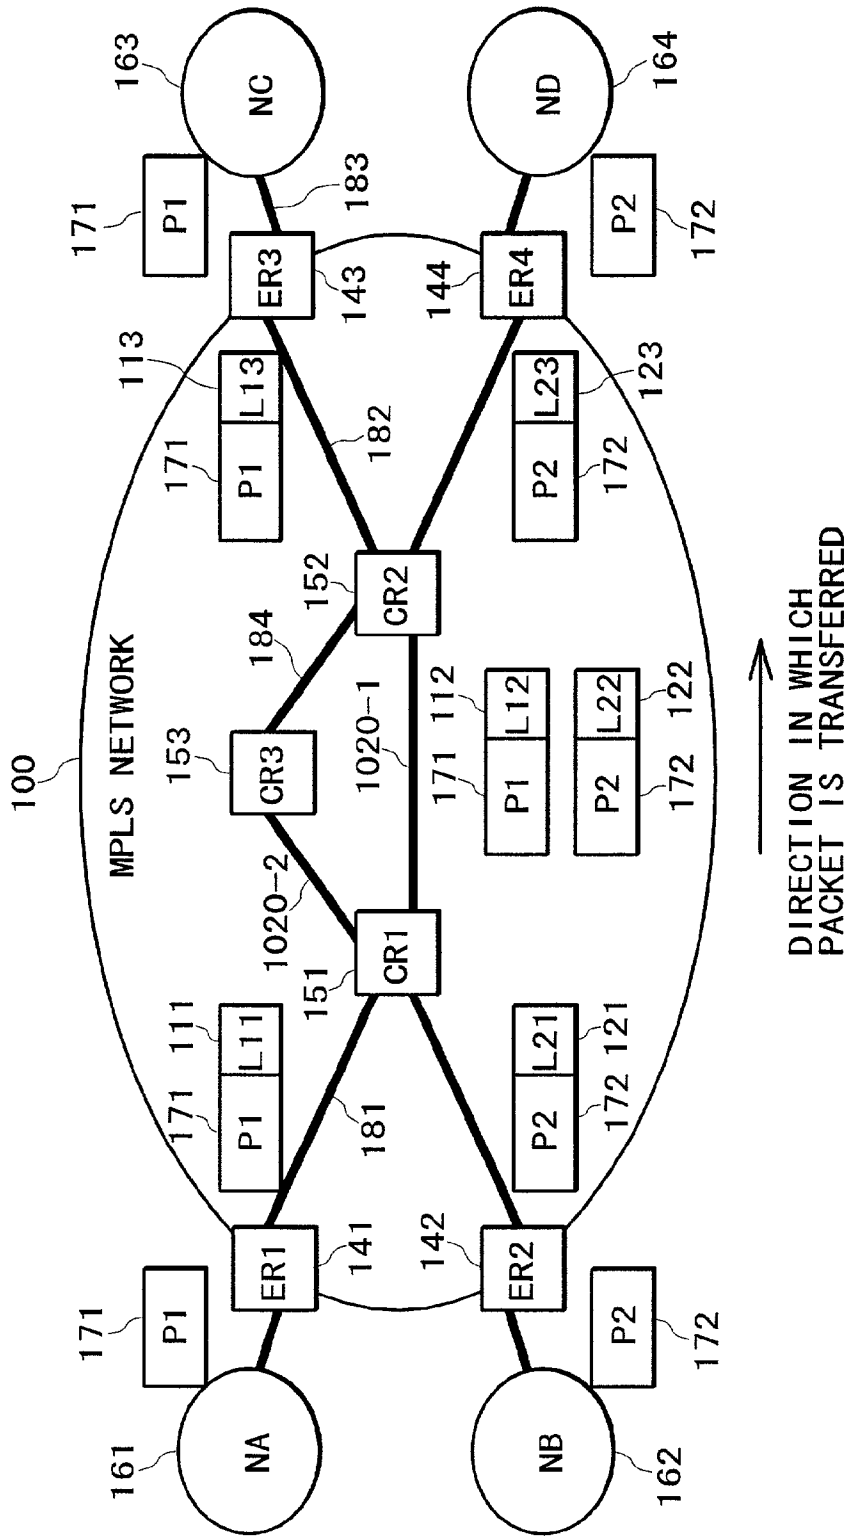 100
MPLS NETWORK
161
NA
171
P1
ER1
141
171
111
P1
L11
181
151
CR1
1020-2
153
CR3
184
1020-1
152
CR2
182
171
113
P1
L13
ER3
143
183
171
P1
163
NC
162
NB
172
P2
142
ER2
P2
L21
172
121
171
112
P1
L12
P2
L22
172
122
P2
L23
172
123
144
ER4
P2
172
ND
164
DIRECTION IN WHICH
PACKET IS TRANSFERRED